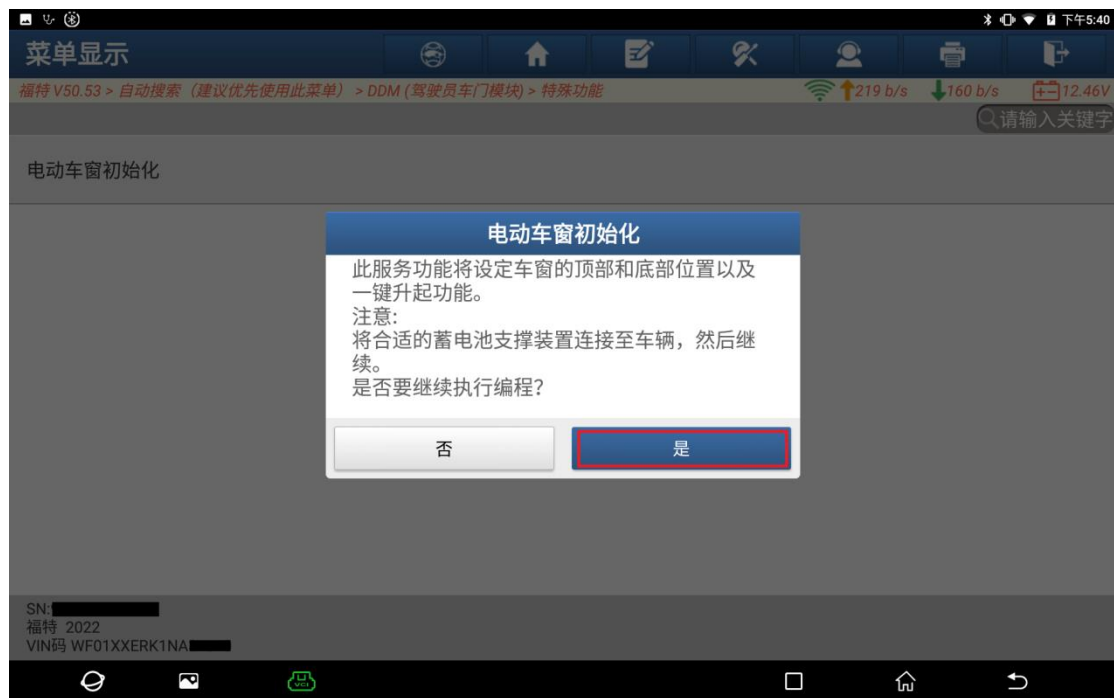 下午5:40
菜单显示
福特 V50.53 > 自动搜索（建议优先使用此菜单）> DDM (驾驶员车门模块) > 特殊功能
219 b/s
160 b/s
12.46V
请输入关键字
电动车窗初始化
电动车窗初始化
此服务功能将设定车窗的顶部和底部位置以及
一键升起功能。
注意:
将合适的蓄电池支撑装置连接至车辆，然后继
续。
是否要继续执行编程?
否
是
SN:
福特 2022
VIN码 WF01XXERK1NA
VCI